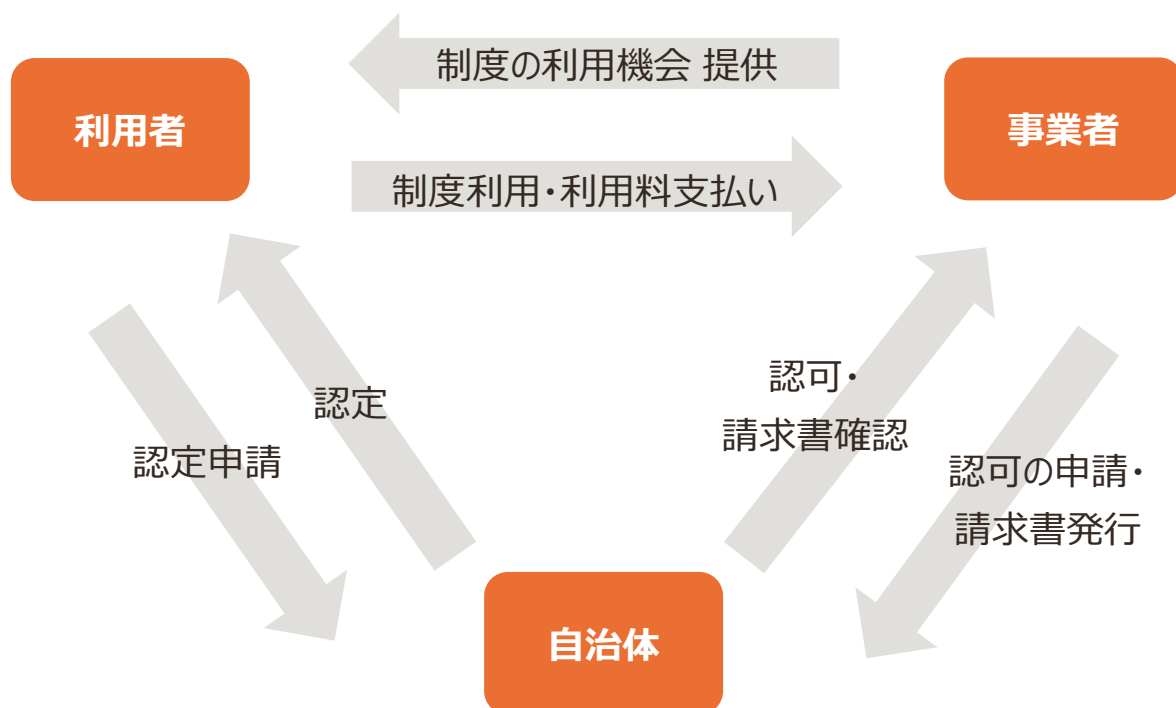 制度の利用機会 提供
利用者
事業者
制度利用・利用料支払い
認定
認可・
請求書確認
認定申請
認可の申請・
請求書発行
自治体